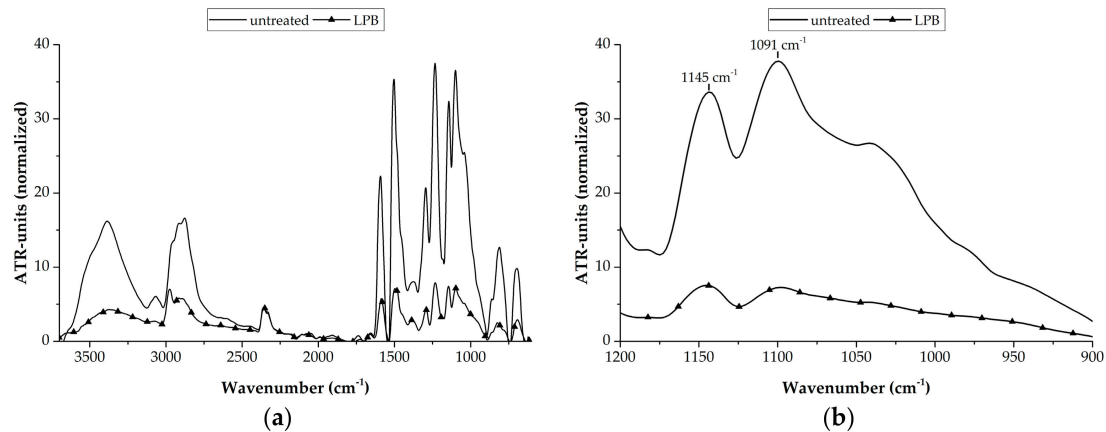 untreated LPB
ATR-units (normalized)
40
30
20
10
0
3500 3000 2500 2000 1500 1000
Wavenumber (cm-1)
(a)
untreated LPB
ATR-units (normalized)
40
30
20
10
0
1145 cm-1
1091 cm-1
1200 1150 1100 1050 1000 950 900
Wavenumber (cm-1)
(b)